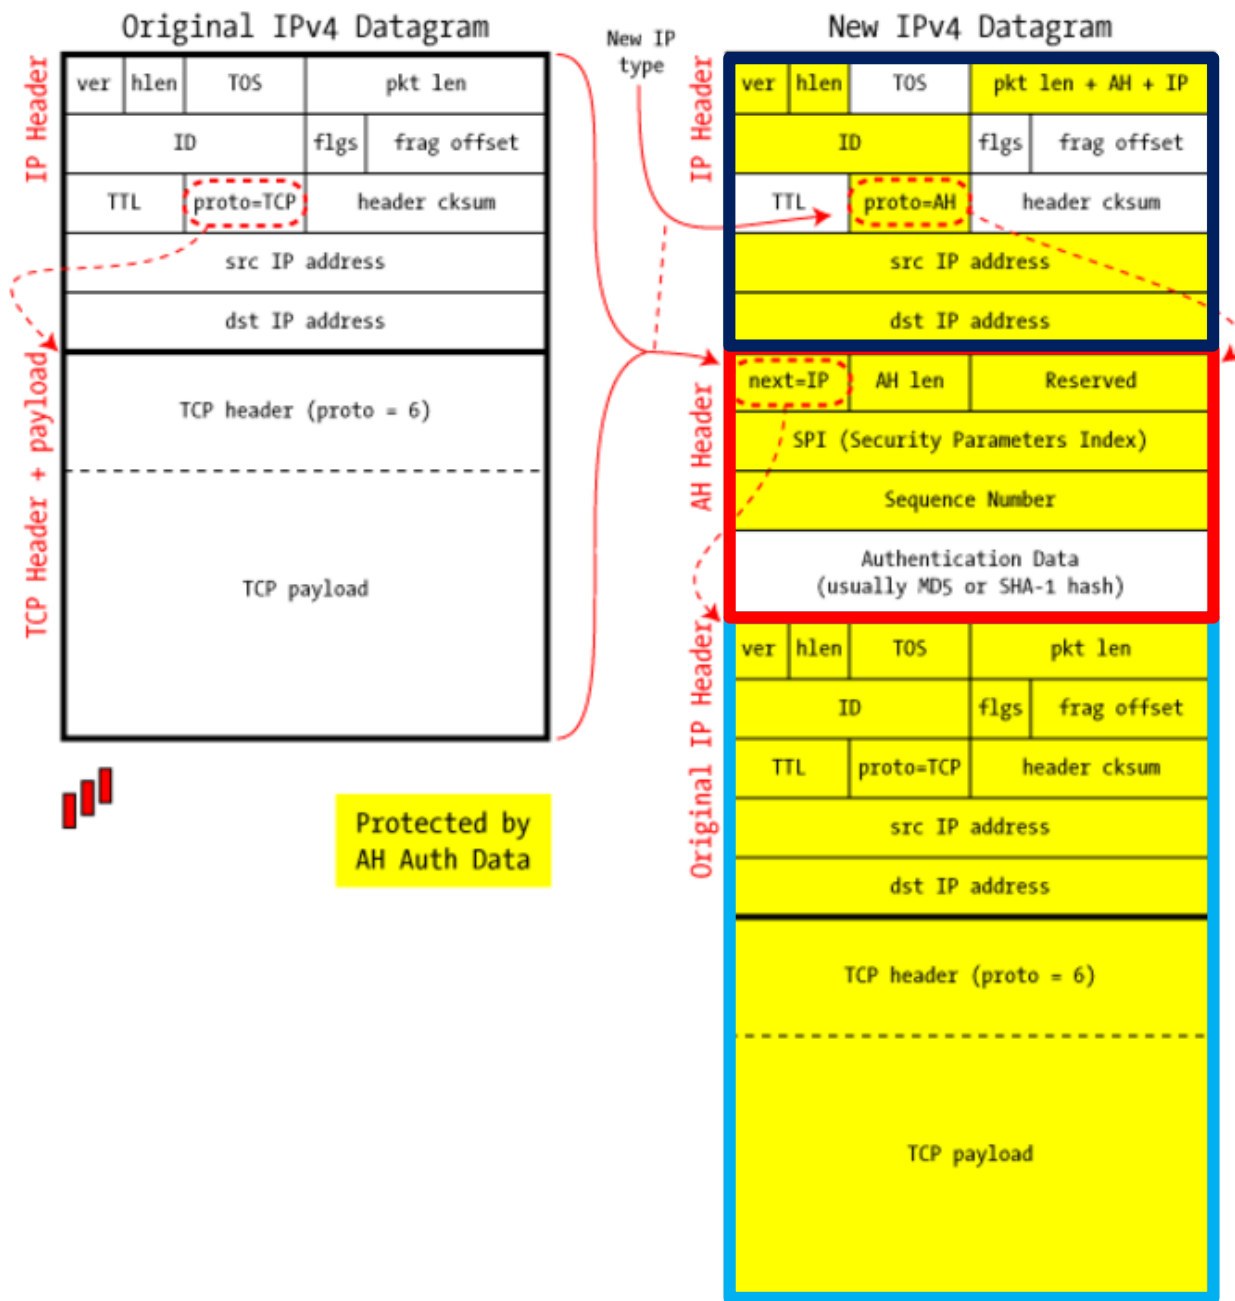 Original IPv4 Datagram
IP Header
ver hlen TOS pkt len
ID flgs frag offset
TTL proto=TCP header cksum
src IP address
dst IP address
TCP Header + payload
TCP header (proto = 6)
TCP payload
Protected by
AH Auth Data
New IP
type
New IPv4 Datagram
IP Header
ver hlen TOS pkt len + AH + IP
ID flgs frag offset
TTL proto=AH header cksum
src IP address
dst IP address
AH Header
next=IP AH len Reserved
SPI (Security Parameters Index)
Sequence Number
Authentication Data
(usually MD5 or SHA-1 hash)
Original IP Header
ver hlen TOS pkt len
ID flgs frag offset
TTL proto=TCP header cksum
src IP address
dst IP address
TCP header (proto = 6)
TCP payload